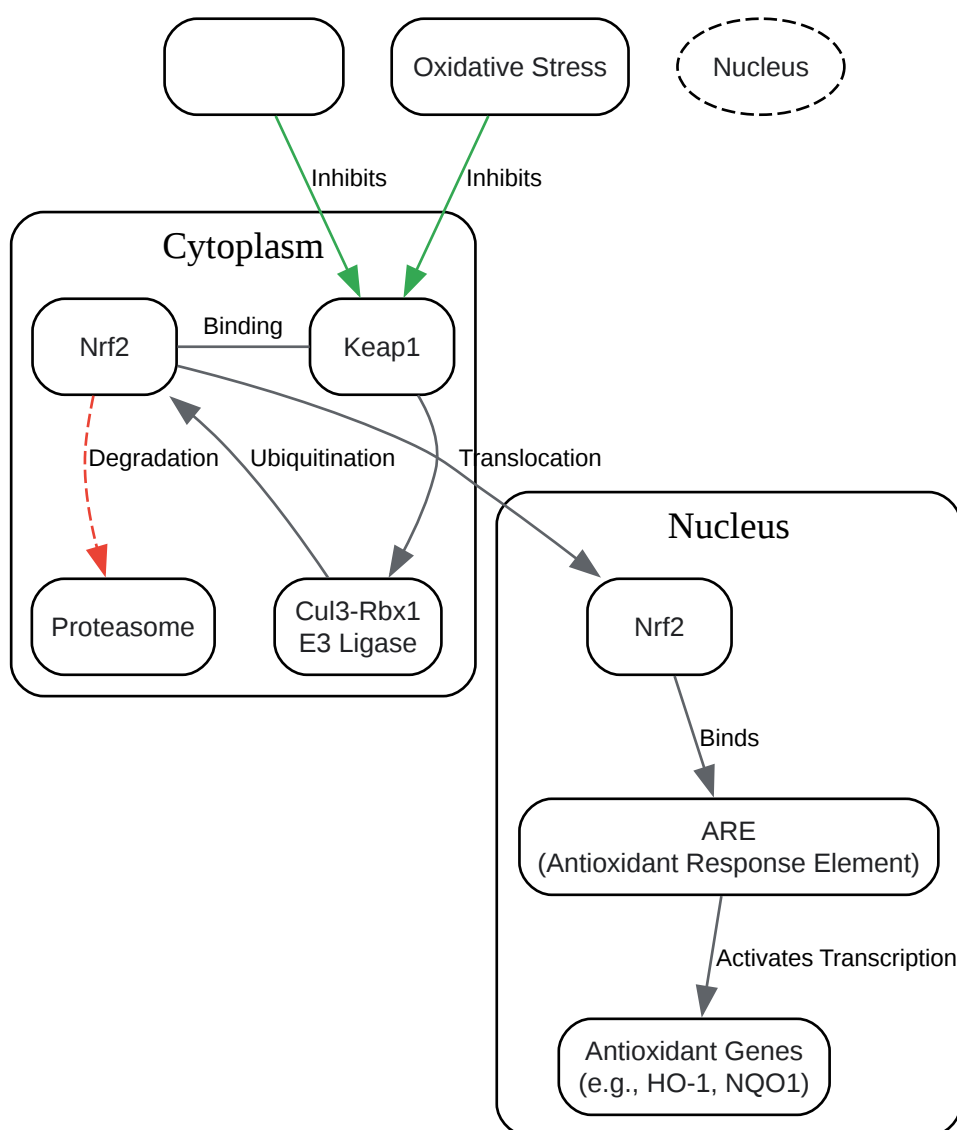 Oxidative Stress
Nucleus
Inhibits
Inhibits
Cytoplasm
Nrf2
Binding
Keap1
Degradation
Ubiquitination
Translocation
Nucleus
Proteasome
Cul3-Rbx1
E3 Ligase
Nrf2
Binds
ARE
(Antioxidant Response Element)
Activates Transcription
Antioxidant Genes
(e.g., HO-1, NQO1)